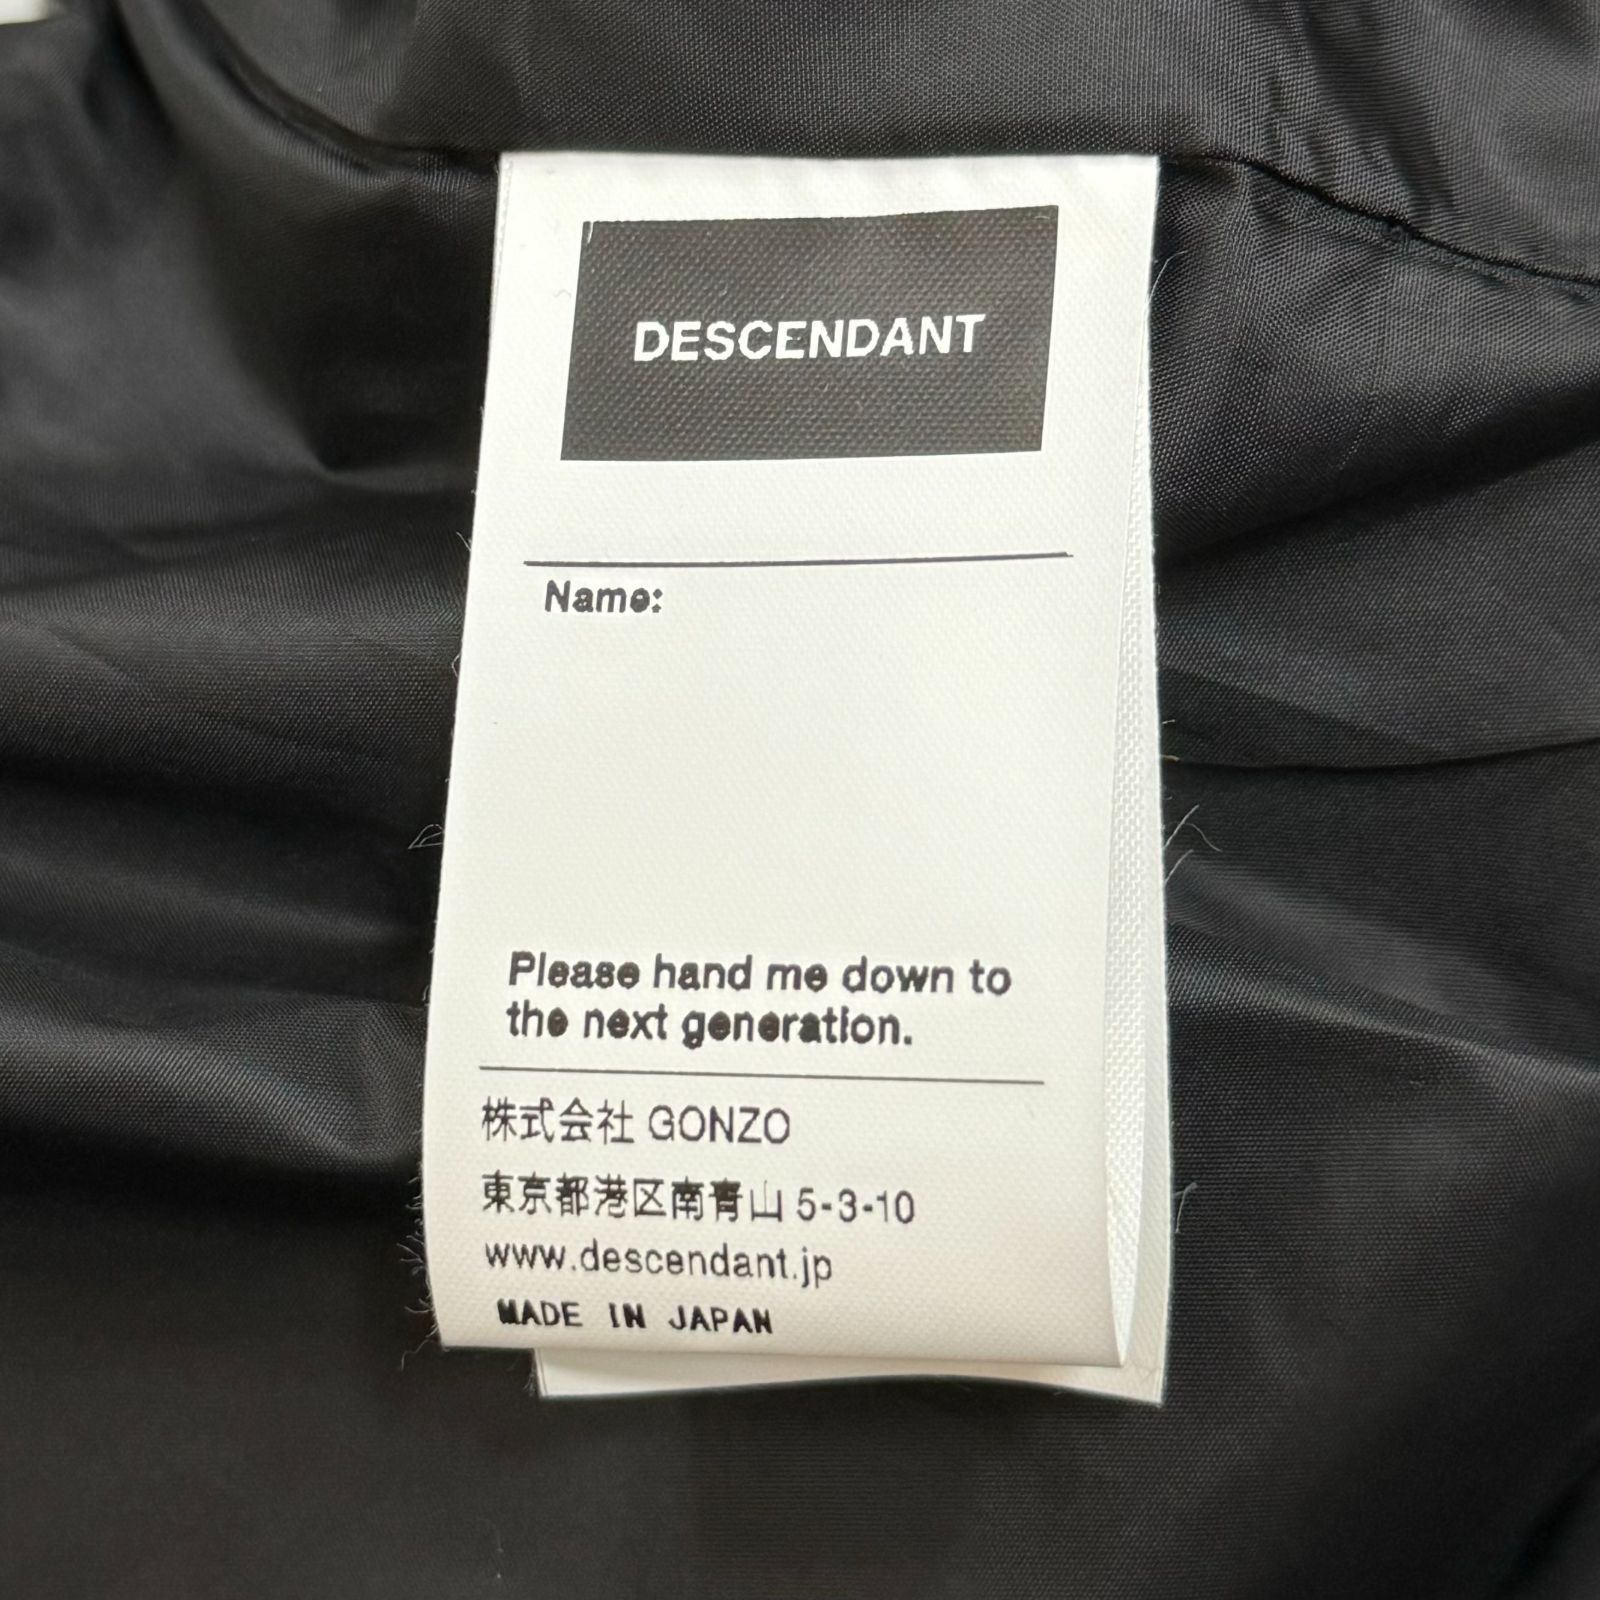 DESCENDANT
Name:
Please hand me down to
the next generation.
株式会社 GONZO
東京都港区南青山 5-3-10
www.descendant.jp
MADE IN JAPAN